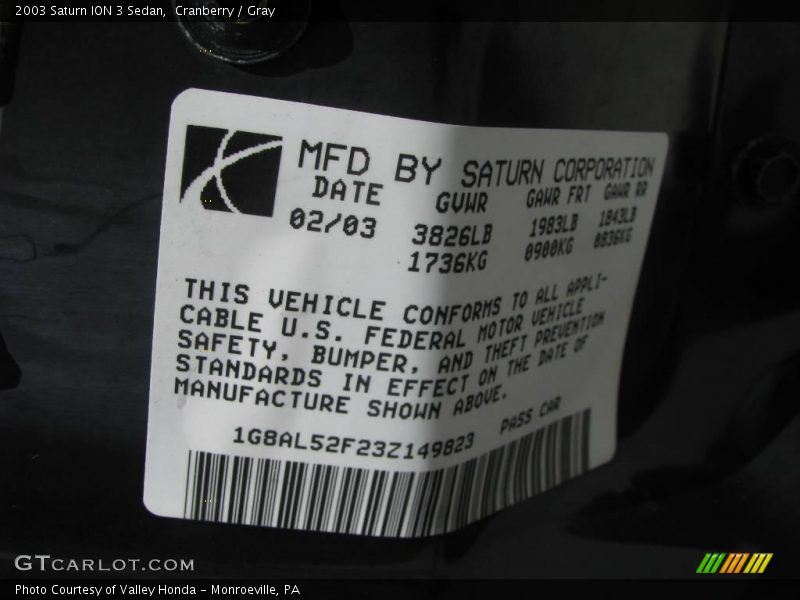 2003 Saturn ION 3 Sedan, Cranberry / Gray
MFD BY SATURN CORPORATION
DATE GVWR GAWR FRT GAWR RR
02/03 3826LB 1983LB 1843LB
1736KG 0900KG 0836KG
THIS VEHICLE CONFORMS TO ALL APPLI-
CABLE U.S. FEDERAL MOTOR VEHICLE
SAFETY, BUMPER, AND THEFT PREVENTION
STANDARDS IN EFFECT ON THE DATE OF
MANUFACTURE SHOWN ABOVE.
1G8AL52F23Z149823 PASS CAR
GTCARLOT.COM
Photo Courtesy of Valley Honda - Monroeville, PA